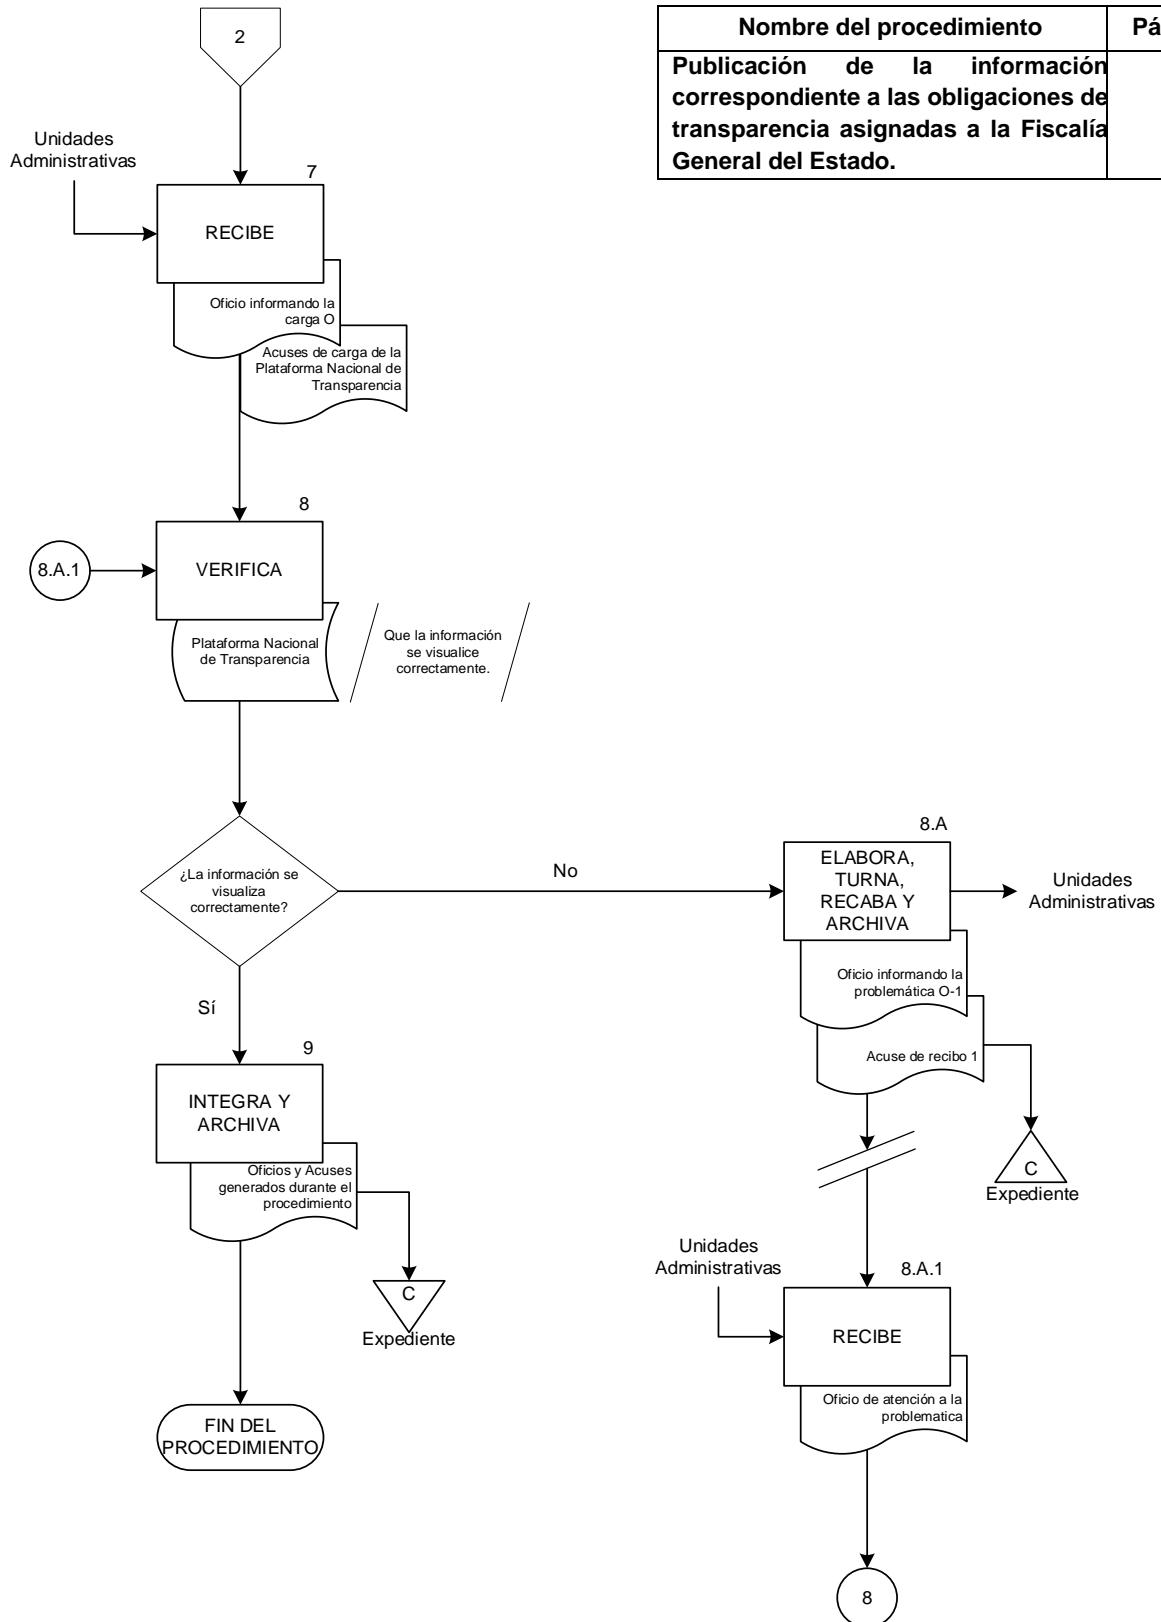 2
Nombre del procedimiento
Pá
Publicación de la información
correspondiente a las obligaciones de
transparencia asignadas a la Fiscalía
General del Estado.
Unidades
Administrativas
7
RECIBE
Oficio informando la
carga O
Acuses de carga de la
Plataforma Nacional de
Transparencia
8
8.A.1
VERIFICA
Plataforma Nacional
de Transparencia
Que la información
se visualice
correctamente.
¿La información se
visualiza
correctamente?
No
8.A
ELABORA,
TURNA,
RECABA Y
ARCHIVA
Unidades
Administrativas
Oficio informando la
problemática O-1
Acuse de recibo 1
C
Expediente
Sí
9
INTEGRA Y
ARCHIVA
Oficios y Acuses
generados durante el
procedimiento
C
Expediente
FIN DEL
PROCEDIMIENTO
Unidades
Administrativas
8.A.1
RECIBE
Oficio de atención a la
problematica
8